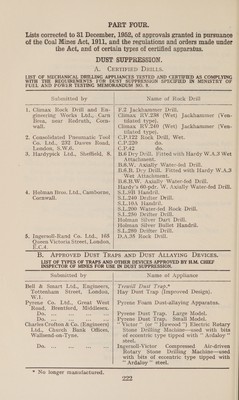 PART FOUR.
Lists corrected to 31 December, 1952, of approvals granted in pursuance
of the Coal Mines Act, 1911, and the regulations and orders made under
the Act, and of certain types of certified apparatus.
DUST SUPPRESSION.
A. CERTIFIED DRILLS.
LIST OF MECHANICAL DRILLING APPLIANCES TESTED AND CERTIFIED AS COMPLYING
WITH THE REQUIREMENTS FOR DUST SUPPRESSION SPECIFIED IN MINISTRY OF
FUEL AND POWER TESTING MEMORANDUM NO. 8.
Submitted by
Name of Rock Drill
1. Climax Rock Drill and En-
gineering Works Ltd., Carn
Brea, near Redruth, Corn-
wall.
F.2 Jackhammer Drill.
Climax RV.238 (Wet) Jackhammer (Ven-
tilated type).
Climax RV.240 (Wet) Jackhammer (Ven-
tilated type).
2. Consolidated Pneumatic Tool
Co. Ltd., 232 Dawes Road,
London, S.W.6.
C.P.122 Rock Drill, Wet.
C.P.220 do.
C.P.42 do.
3. Hardypick Ltd., Sheffield, 8.
B.6 Dry Drill. Fitted with Hardy W.A.3 Wet
Attachment.
B.6.W. Axially Water-fed Drill.
B.6.B. Dry Drill. Fitted with Hardy W.A.3
Wet Attachment.
B.6.B.W. Axially Water-fed Drill.
Hardy's 60-pdr. W. Axially Water-fed Drill.
4. Holman Bros. Ltd., Camborne,
Cornwall.
S.L.9B Handril.
S.L.240 Drifter Drill.
S.L.10A Handril.
S.L.200 Water-fed Rock Drill.
S.L.250 Drifter Drill.
Holman Silver Dart Drill.
Holman Silver Bullet Handril.
S.L.280 Drifter Drill.
5. Ingersoll-Rand Co. Ltd., 168
Queen Victoria Street, London,
E.C.4.
D.A.35 Rock Drill.
B. APPROVED DUST TRAPS AND DUST ALLAYING DEVICES.
LIST OF TYPES OF TRAPS AND OTHER DEVICES APPROVED BY H.M. CHIEF
INSPECTOR OF MINES FOR USE IN DUST SUPPRESSION.
Submitted by
Name of Appliance
Bell & Smart Ltd., Engineers,
Tottenham Street, London,
W.1.
Tyneoil Dust Trap.*
Hay Dust Trap (Improved Design).
Pyrene Co. Ltd., Great West
Road, Brentford, Middlesex.
Pyrene Foam Dust-allaying Apparatus.
Do. ... ... ...
Pyrene Dust Trap. Large Model.
Do. ... ... ...
Pyrene Dust Trap. Small Model.
Charles Crofton & Co. (Engineers)
Ltd., Church Bank Offices,
Wallsend-on-Tyne.
"Victor" (or "Howood") Electric Rotary
Stone Drilling Machine—used with bits
of eccentric type tipped with "Ardaloy"
steel.
Do. ... ... ...
Ingersoll-Victor Compressed Air-driven
Rotary Stone Drilling Machine—used
with bits of eccentric type tipped with
"Ardaloy" steel.
* No longer manufactured.
222